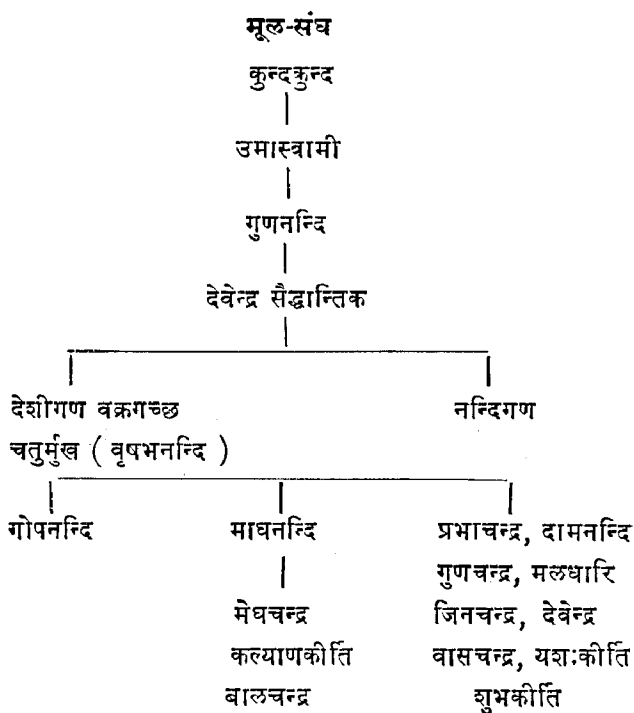 मूल-संघ
कुन्दकुन्द
उमास्वामी
गुणनन्दि
देवेन्द्र सैद्धान्तिक
देशीगण वक्रगच्छ
नन्दिगण
चतुर्मुख ( वृषभनन्दि )
गोपनन्दि माघनन्दि प्रभाचन्द्र, दामनन्दि
गुणचन्द्र, मलधारि
मेघचन्द्र जिनचन्द्र, देवेन्द्र
कल्याणकीर्ति वासचन्द्र, यशःकीर्ति
बालचन्द्र शुभकीर्ति